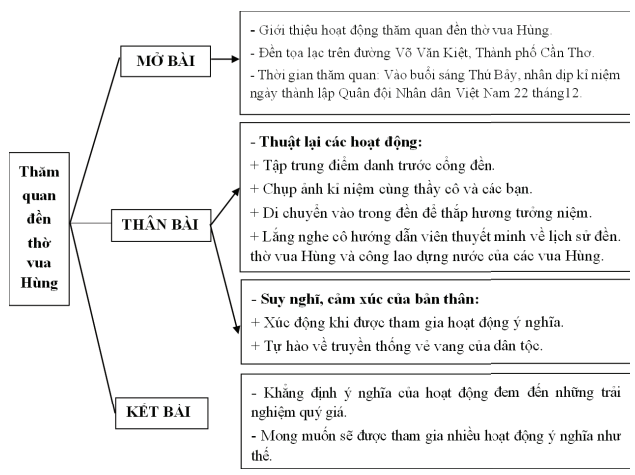 Thăm
quan
đền
thờ
vua
Hùng
MỞ BÀI
- Giới thiệu hoạt động thăm quan đền thờ vua Hùng.
- Đền tọa lạc trên đường Võ Văn Kiệt, Thành phố Cần Thơ.
- Thời gian thăm quan: Vào buổi sáng Thứ Bảy, nhân dịp kỉ niệm
ngày thành lập Quân đội Nhân dân Việt Nam 22 tháng12.
THÂN BÀI
- Thuật lại các hoạt động:
+ Tập trung điểm danh trước cổng đền.
+ Chụp ảnh kỉ niệm cùng thầy cô và các bạn.
+ Di chuyển vào trong đền để thắp hương tưởng niệm.
+ Lắng nghe cô hướng dẫn viên thuyết minh về lịch sử đền.
thờ vua Hùng và công lao dựng nước của các vua Hùng.
- Suy nghĩ, cảm xúc của bản thân:
+ Xúc động khi được tham gia hoạt động ý nghĩa.
+ Tự hào về truyền thống vẻ vang của dân tộc.
KẾT BÀI
- Khẳng định ý nghĩa của hoạt động đem đến những trải
nghiệm quý giá.
- Mong muốn sẽ được tham gia nhiều hoạt động ý nghĩa như
thế.